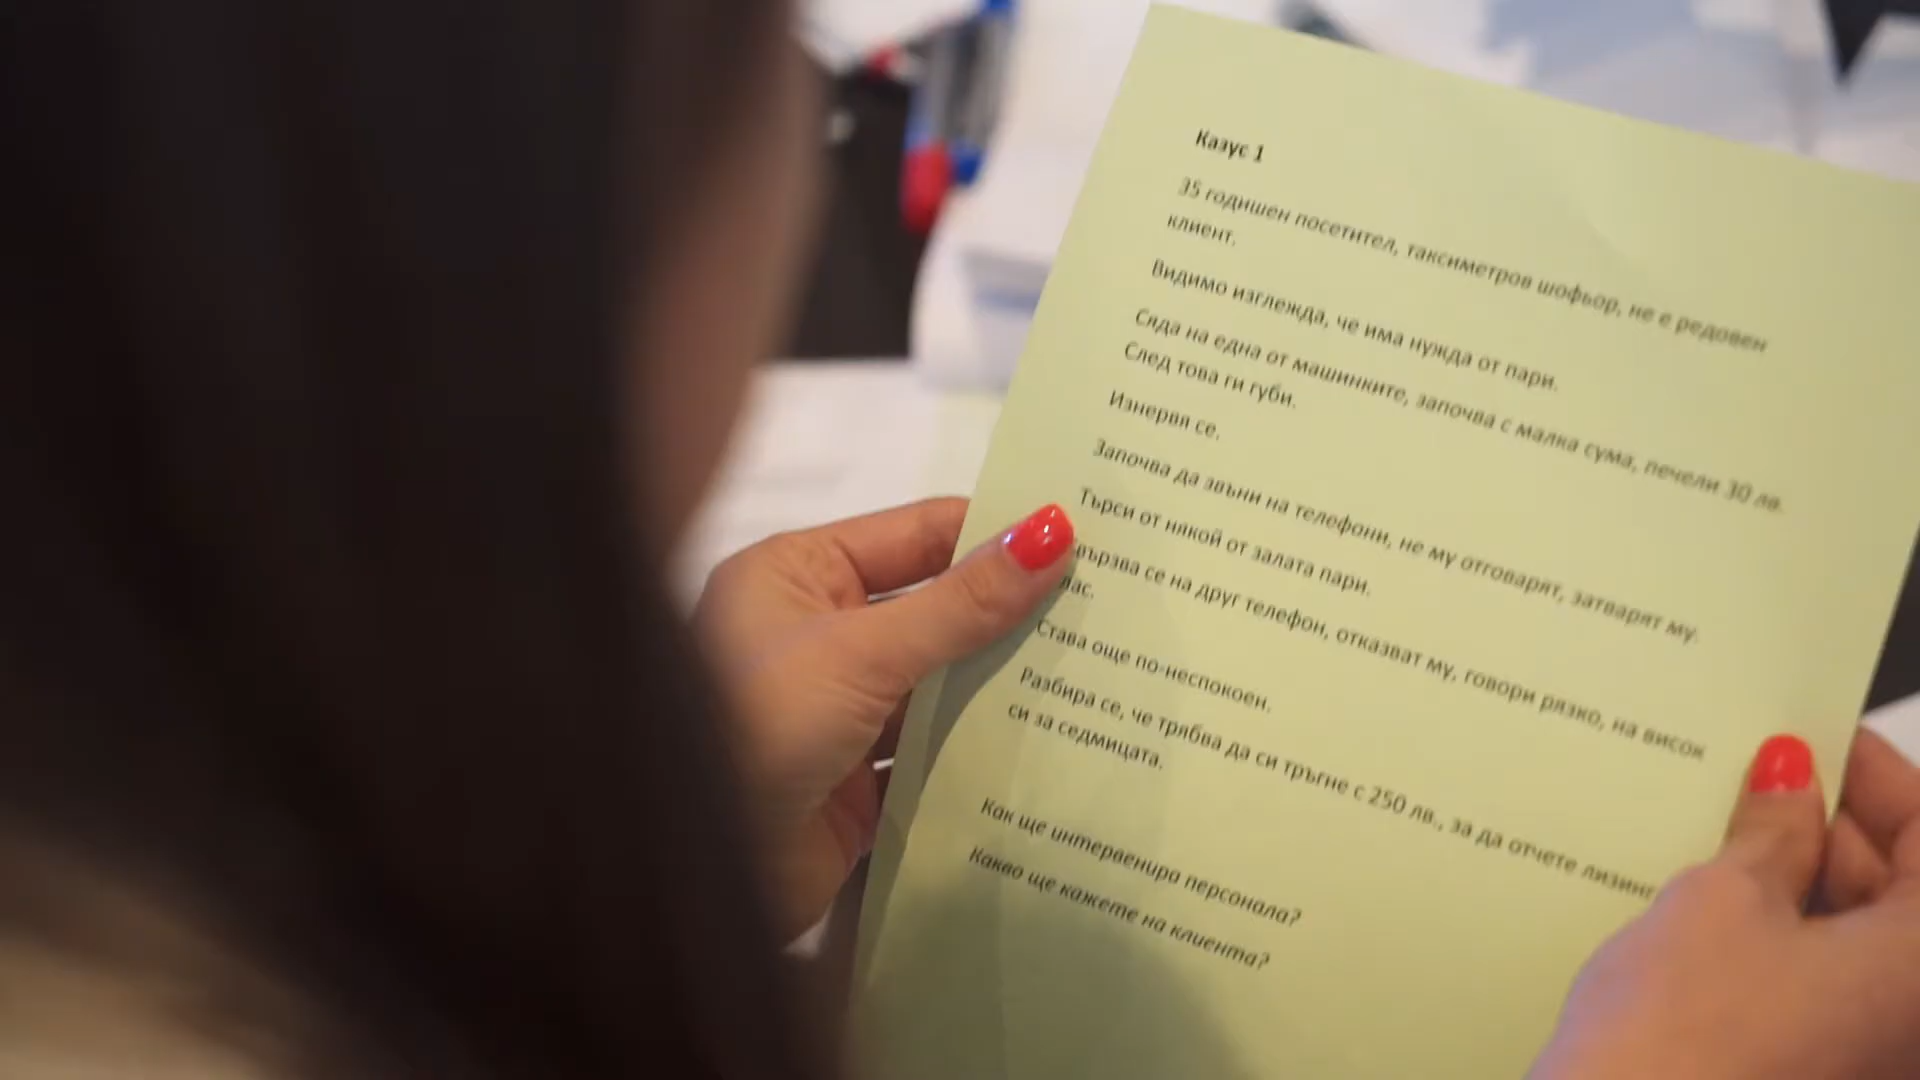 Казус 1
35 годишен посетител, таксиметров шофьор, не е редовен
клиент.
Видимо изглежда, че има нужда от пари.
Сяда на една от машинките, започва с малка сума, печели 30 лв.
След това ги губи.
Изнервя се.
Започва да звъни на телефони, не му отговарят, затварят му.
Търси от някой от залата пари.
вързва се на друг телефон, отказват му, говори рязко, на висок
лас.
Става още по-неспокоен.
Разбира се, че трябва да си тръгне с 250 лв., за да отчете лизинг
си за седмицата.
Как ще интервенира персонала?
Какво ще кажете на клиента?